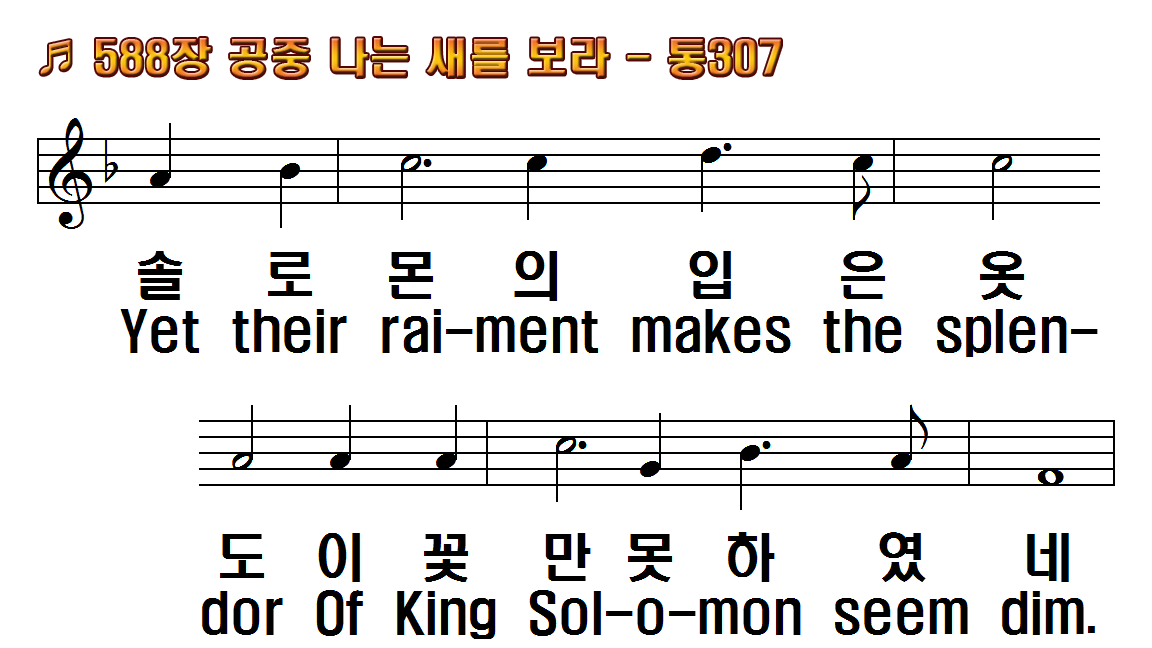 ♬ 588장 공중 나는 새를 보라 - 통307
솔 로 몬 의 입 은 옷
Yet their rai-ment makes the splen-
도 이 꽃 만 못 하 였 네
dor Of King Sol-o-mon seem dim.